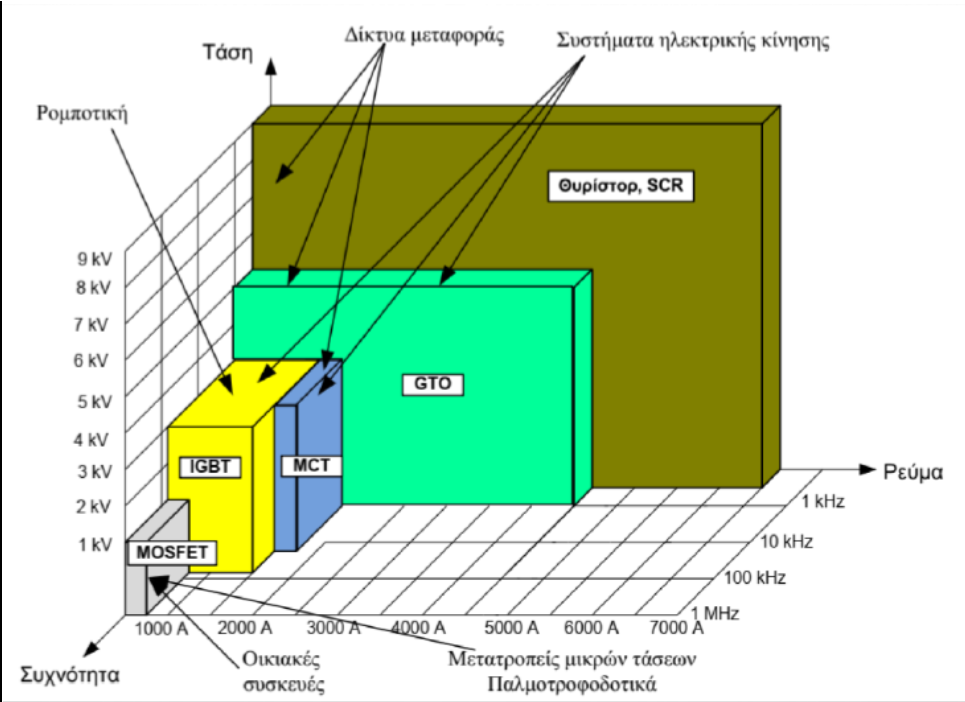 Δίκτυα μεταφοράς
Συστήματα ηλεκτρικής κίνησης
Τάση
Ρομποτική
Θυρίστορ, SCR
9 kV
8 kV
7 kV
6 kV
5 kV
4 kV
3 kV
2 kV
1 kV
GTO
IGBT
MCT
MOSFET
Ρεύμα
1 kHz
10 kHz
100 kHz
1 MHz
1000 A
2000 A
3000 A
4000 A
5000 A
6000 A
7000 A
Συχνότητα
Οικιακές
συσκευές
Μετατροπείς μικρών τάσεων
Παλμοτροφοδοτικά